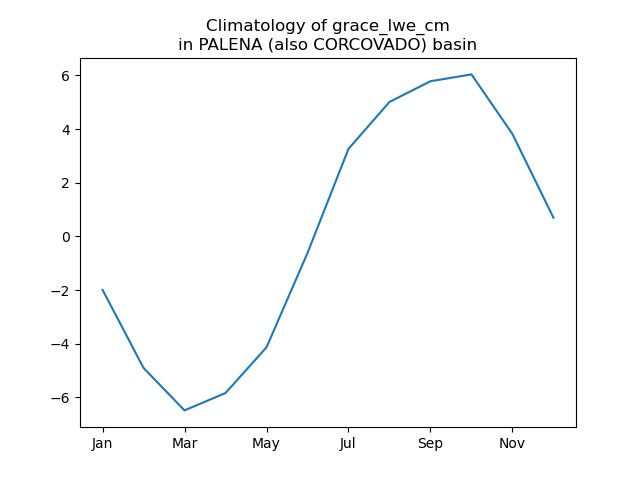 Climatology of grace_lwe_cm
in PALENA (also CORCOVADO) basin
6
4
2
0
−2
−4
−6
Jan
Mar
May
Jul
Sep
Nov